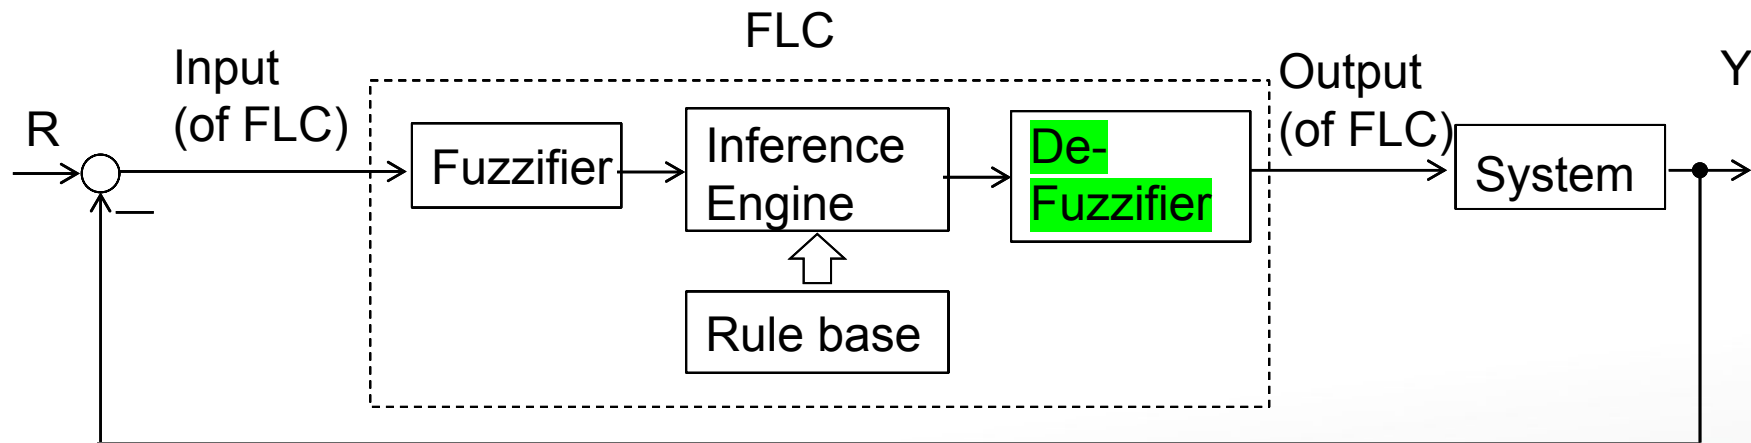 FLC
Input
(of FLC)
Output
(of FLC)
Y
R
Fuzzifier
Inference
Engine
De-
Fuzzifier
System
—
Rule base